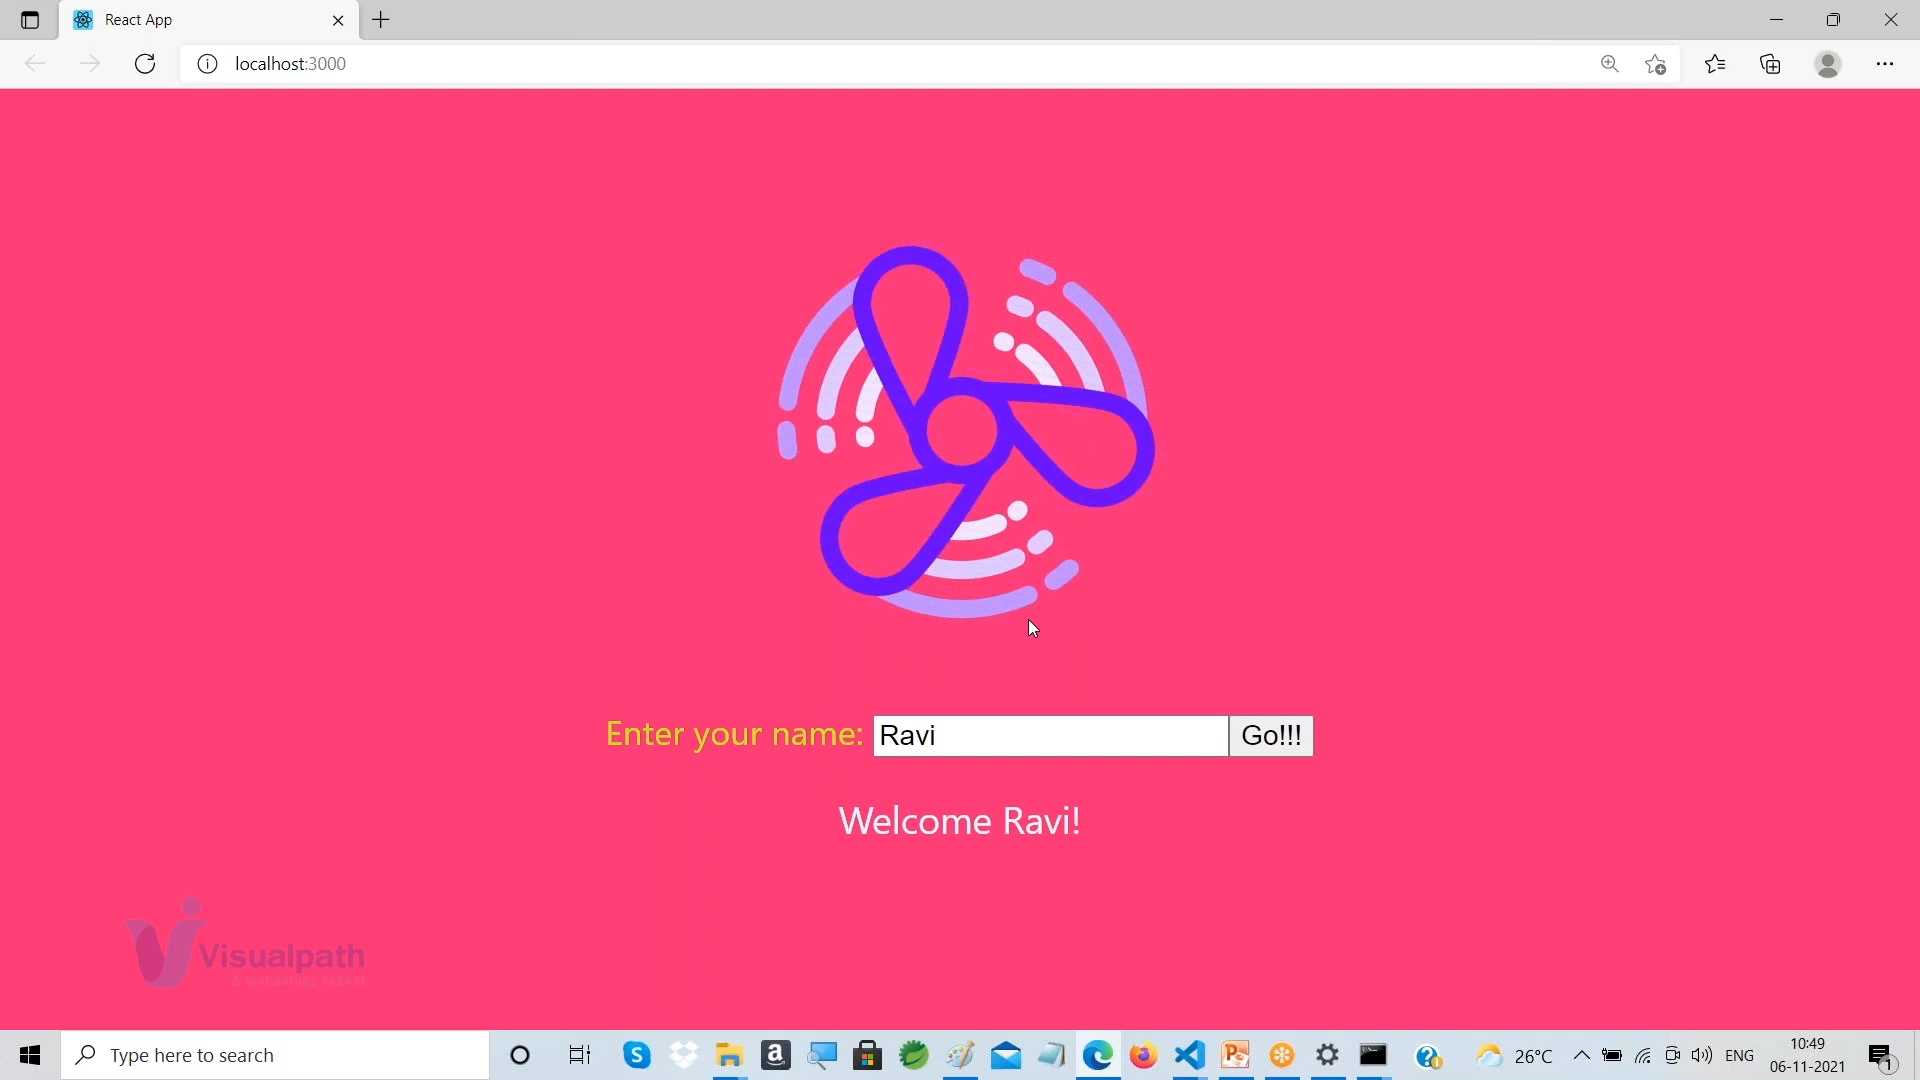 React App
localhost:3000
Enter your name: Ravi Go!!!
Welcome Ravi!
Visualpath
Type here to search
26°C
ENG
10:49
06-11-2021
1